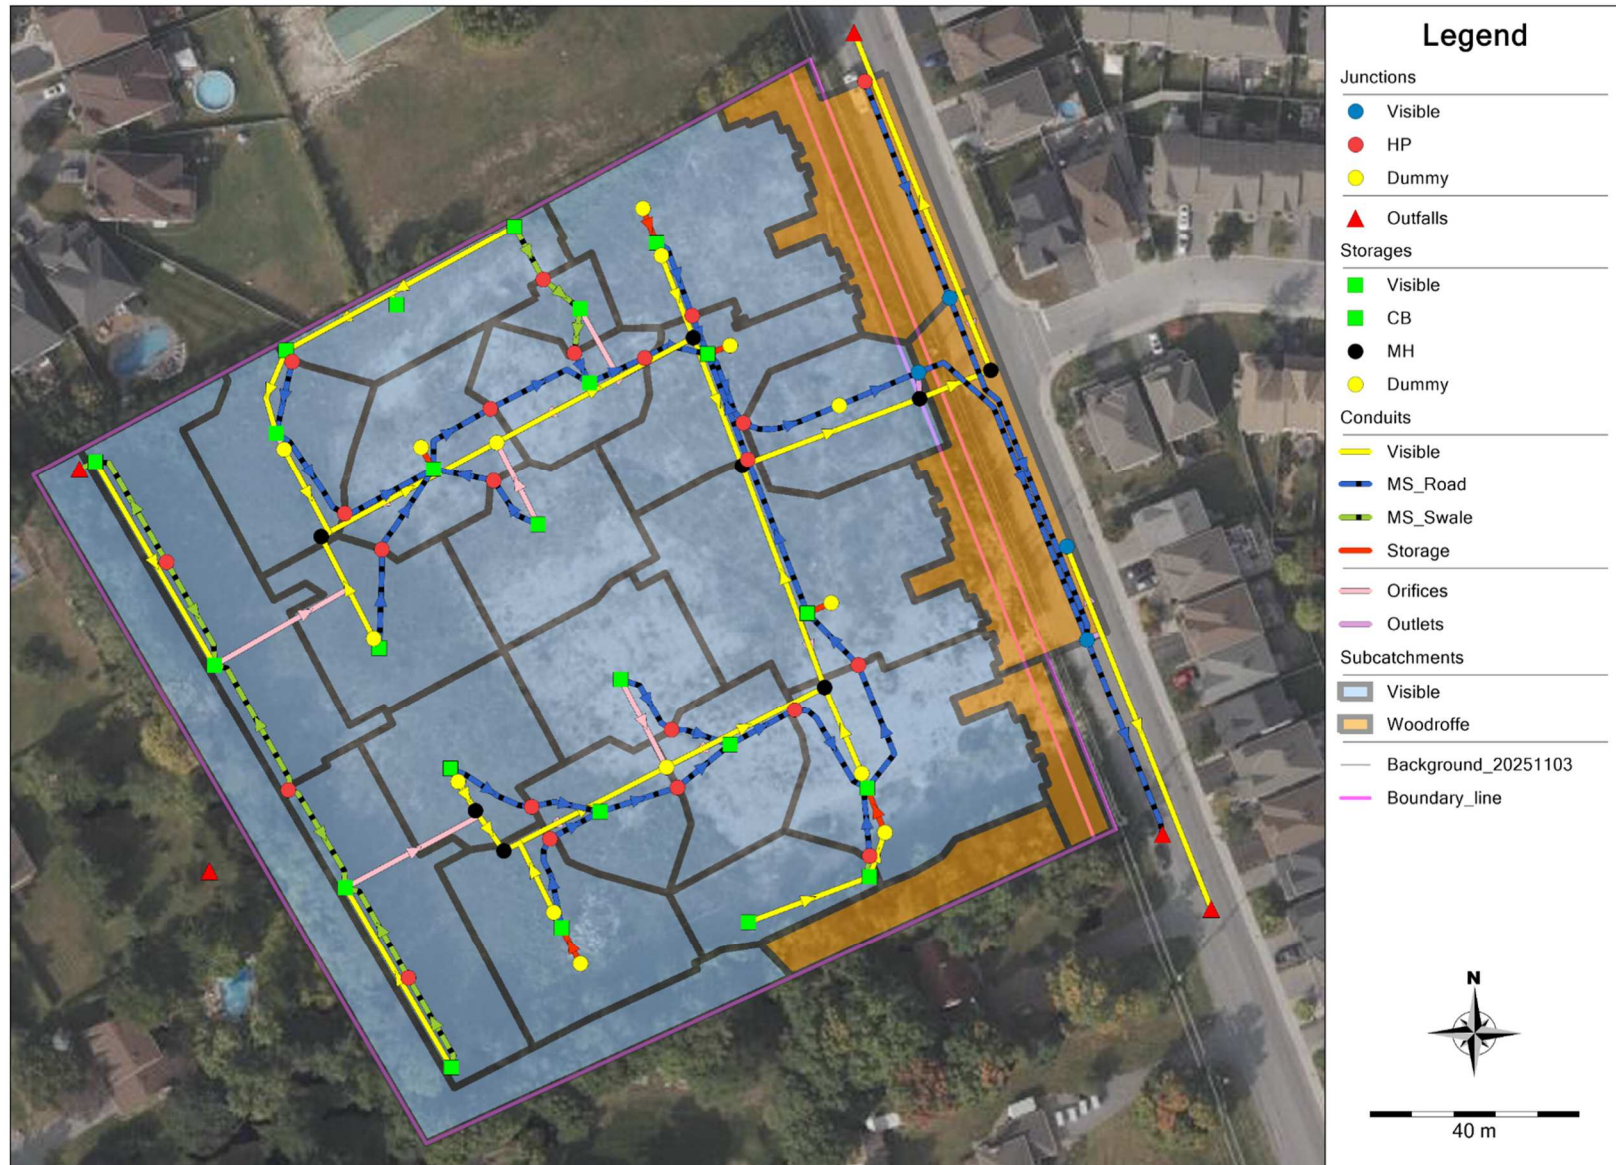 Legend
Junctions
Visible
HP
Dummy
Outfalls
Storages
Visible
CB
MH
Dummy
Conduits
Visible
MS_Road
MS_Swale
Storage
Orifices
Outlets
Subcatchments
Visible
Woodroffe
Background_20251103
Boundary_line
N
40 m